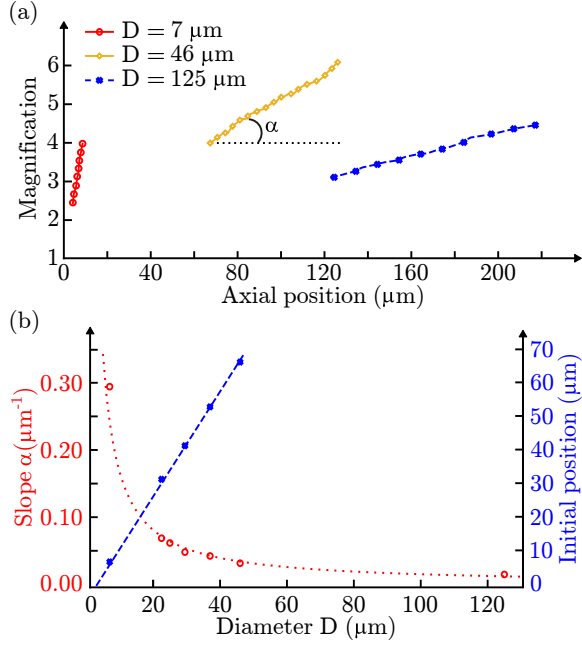 (a)
D = 7 µm
D = 46 µm
D = 125 µm
Magnification
6
5
4
3
2
1
α
0 40 80 120 160 200
Axial position (µm)
(b)
Slope α(µm⁻¹)
0.30
0.20
0.10
0.00
70
60
50
40
30
20
10
0
Initial position (µm)
0 20 40 60 80 100 120
Diameter D (µm)